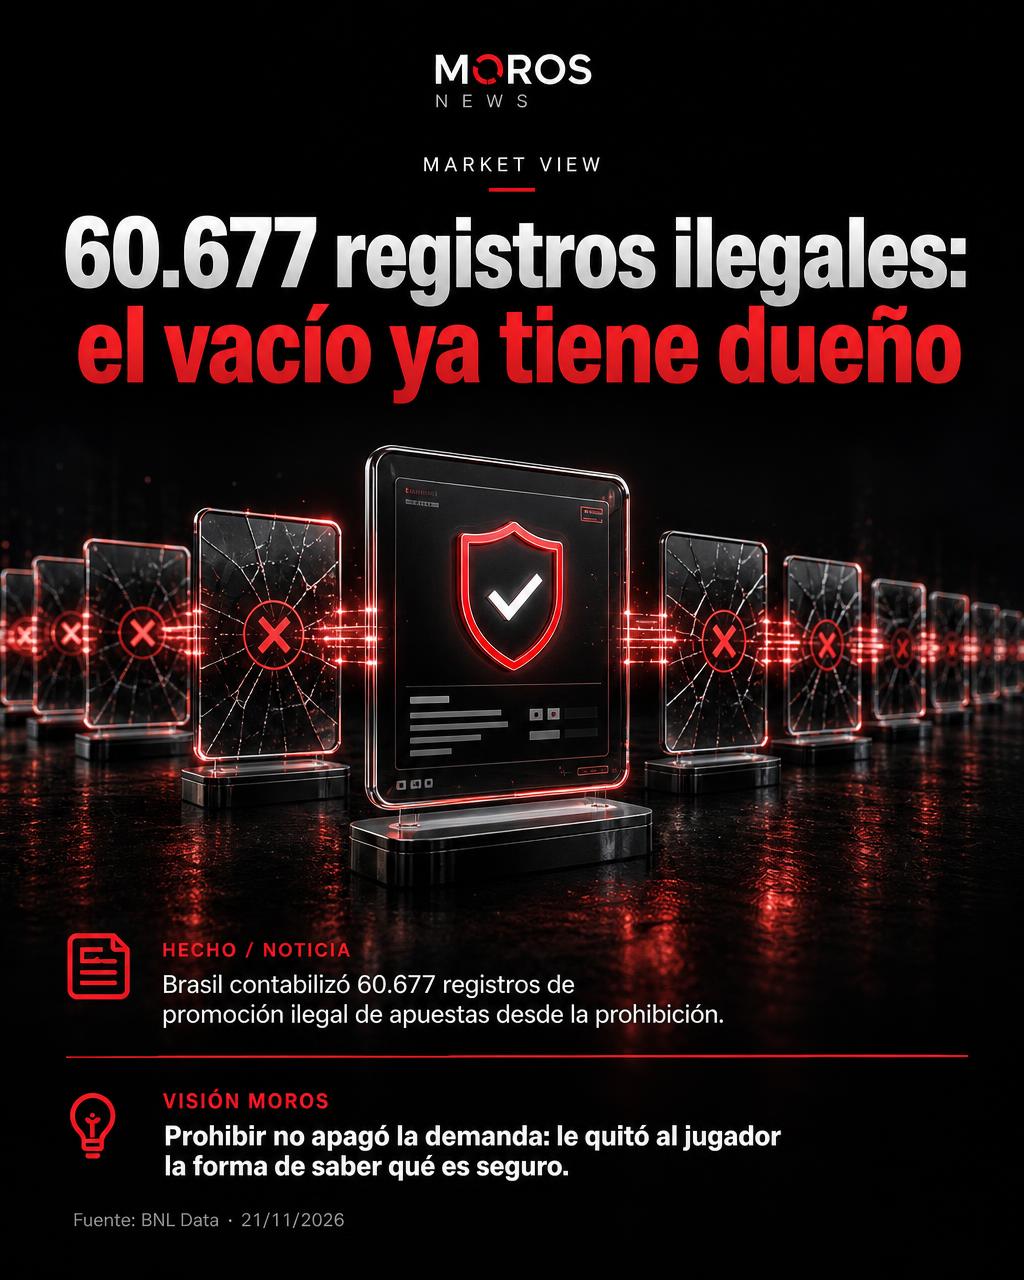 MOROS
NEWS
MARKET VIEW
60.677 registros ilegales:
el vacío ya tiene dueño
HECHO / NOTICIA
Brasil contabilizó 60.677 registros de
promoción ilegal de apuestas desde la prohibición.
VISIÓN MOROS
Prohibir no apagó la demanda: le quitó al jugador
la forma de saber qué es seguro.
Fuente: BNL Data · 21/11/2026